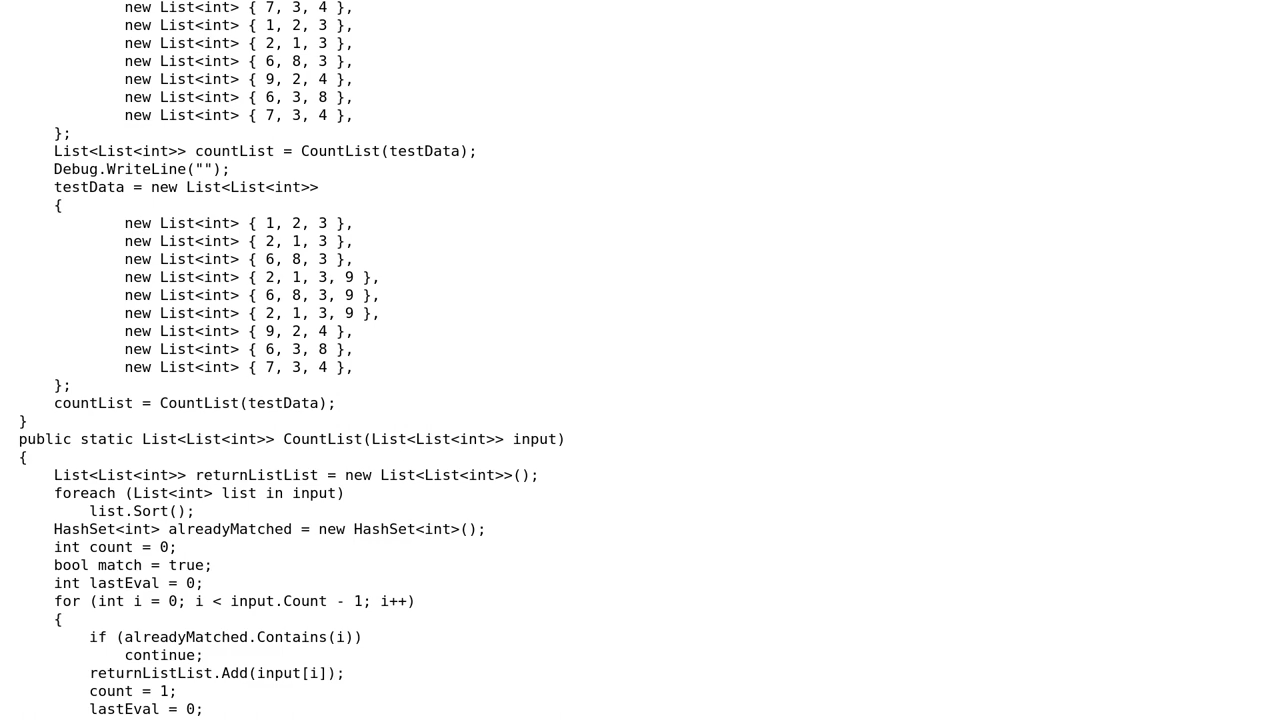 new List<int> { 7, 3, 4 },
new List<int> { 1, 2, 3 },
new List<int> { 2, 1, 3 },
new List<int> { 6, 8, 3 },
new List<int> { 9, 2, 4 },
new List<int> { 6, 3, 8 },
new List<int> { 7, 3, 4 },
};
List<List<int>> countList = CountList(testData);
Debug.WriteLine("");
testData = new List<List<int>>
{
new List<int> { 1, 2, 3 },
new List<int> { 2, 1, 3 },
new List<int> { 6, 8, 3 },
new List<int> { 2, 1, 3, 9 },
new List<int> { 6, 8, 3, 9 },
new List<int> { 2, 1, 3, 9 },
new List<int> { 9, 2, 4 },
new List<int> { 6, 3, 8 },
new List<int> { 7, 3, 4 },
};
countList = CountList(testData);
}
public static List<List<int>> CountList(List<List<int>> input)
{
List<List<int>> returnListList = new List<List<int>>();
foreach (List<int> list in input)
list.Sort();
HashSet<int> alreadyMatched = new HashSet<int>();
int count = 0;
bool match = true;
int lastEval = 0;
for (int i = 0; i < input.Count - 1; i++)
{
if (alreadyMatched.Contains(i))
continue;
returnListList.Add(input[i]);
count = 1;
lastEval = 0;